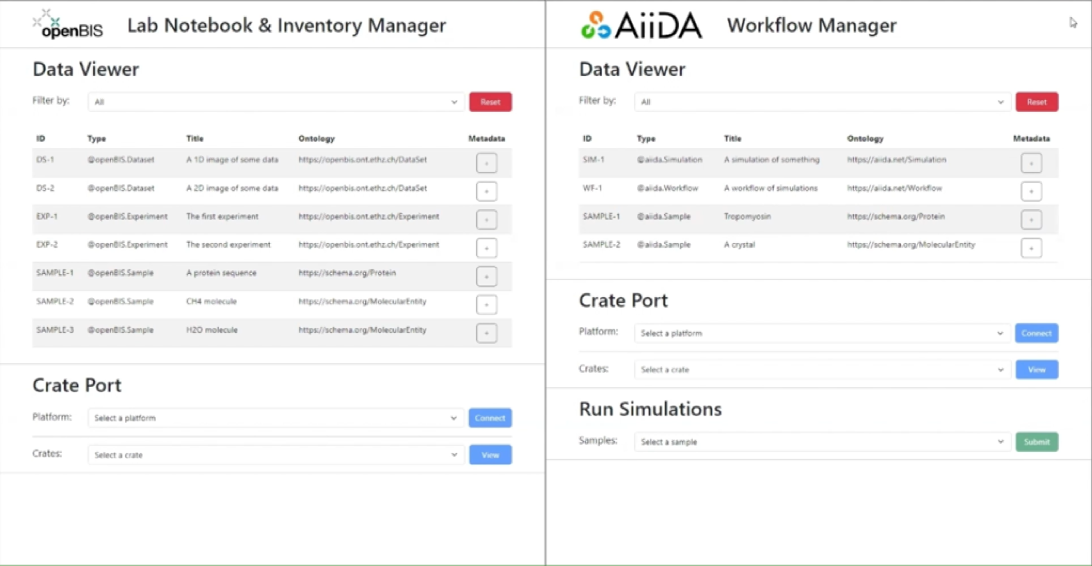 openBIS Lab Notebook & Inventory Manager
Data Viewer
Filter by: All Reset
ID Type Title Ontology Metadata
DS-1 @openBIS.Dataset A 1D image of some data https://openbis.ont.ethz.ch/DataSet +
DS-2 @openBIS.Dataset A 2D image of some data https://openbis.ont.ethz.ch/DataSet +
EXP-1 @openBIS.Experiment The first experiment https://openbis.ont.ethz.ch/Experiment +
EXP-2 @openBIS.Experiment The second experiment https://openbis.ont.ethz.ch/Experiment +
SAMPLE-1 @openBIS.Sample A protein sequence https://schema.org/Protein +
SAMPLE-2 @openBIS.Sample CH4 molecule https://schema.org/MolecularEntity +
SAMPLE-3 @openBIS.Sample H2O molecule https://schema.org/MolecularEntity +
Crate Port
Platform: Select a platform Connect
Crates: Select a crate View
AiiDA Workflow Manager
Data Viewer
Filter by: All Reset
ID Type Title Ontology Metadata
SIM-1 @aiida.Simulation A simulation of something https://aiida.net/Simulation +
WF-1 @aiida.Workflow A workflow of simulations https://aiida.net/Workflow +
SAMPLE-1 @aiida.Sample Tropomyosin https://schema.org/Protein +
SAMPLE-2 @aiida.Sample A crystal https://schema.org/MolecularEntity +
Crate Port
Platform: Select a platform Connect
Crates: Select a crate View
Run Simulations
Samples: Select a sample Submit